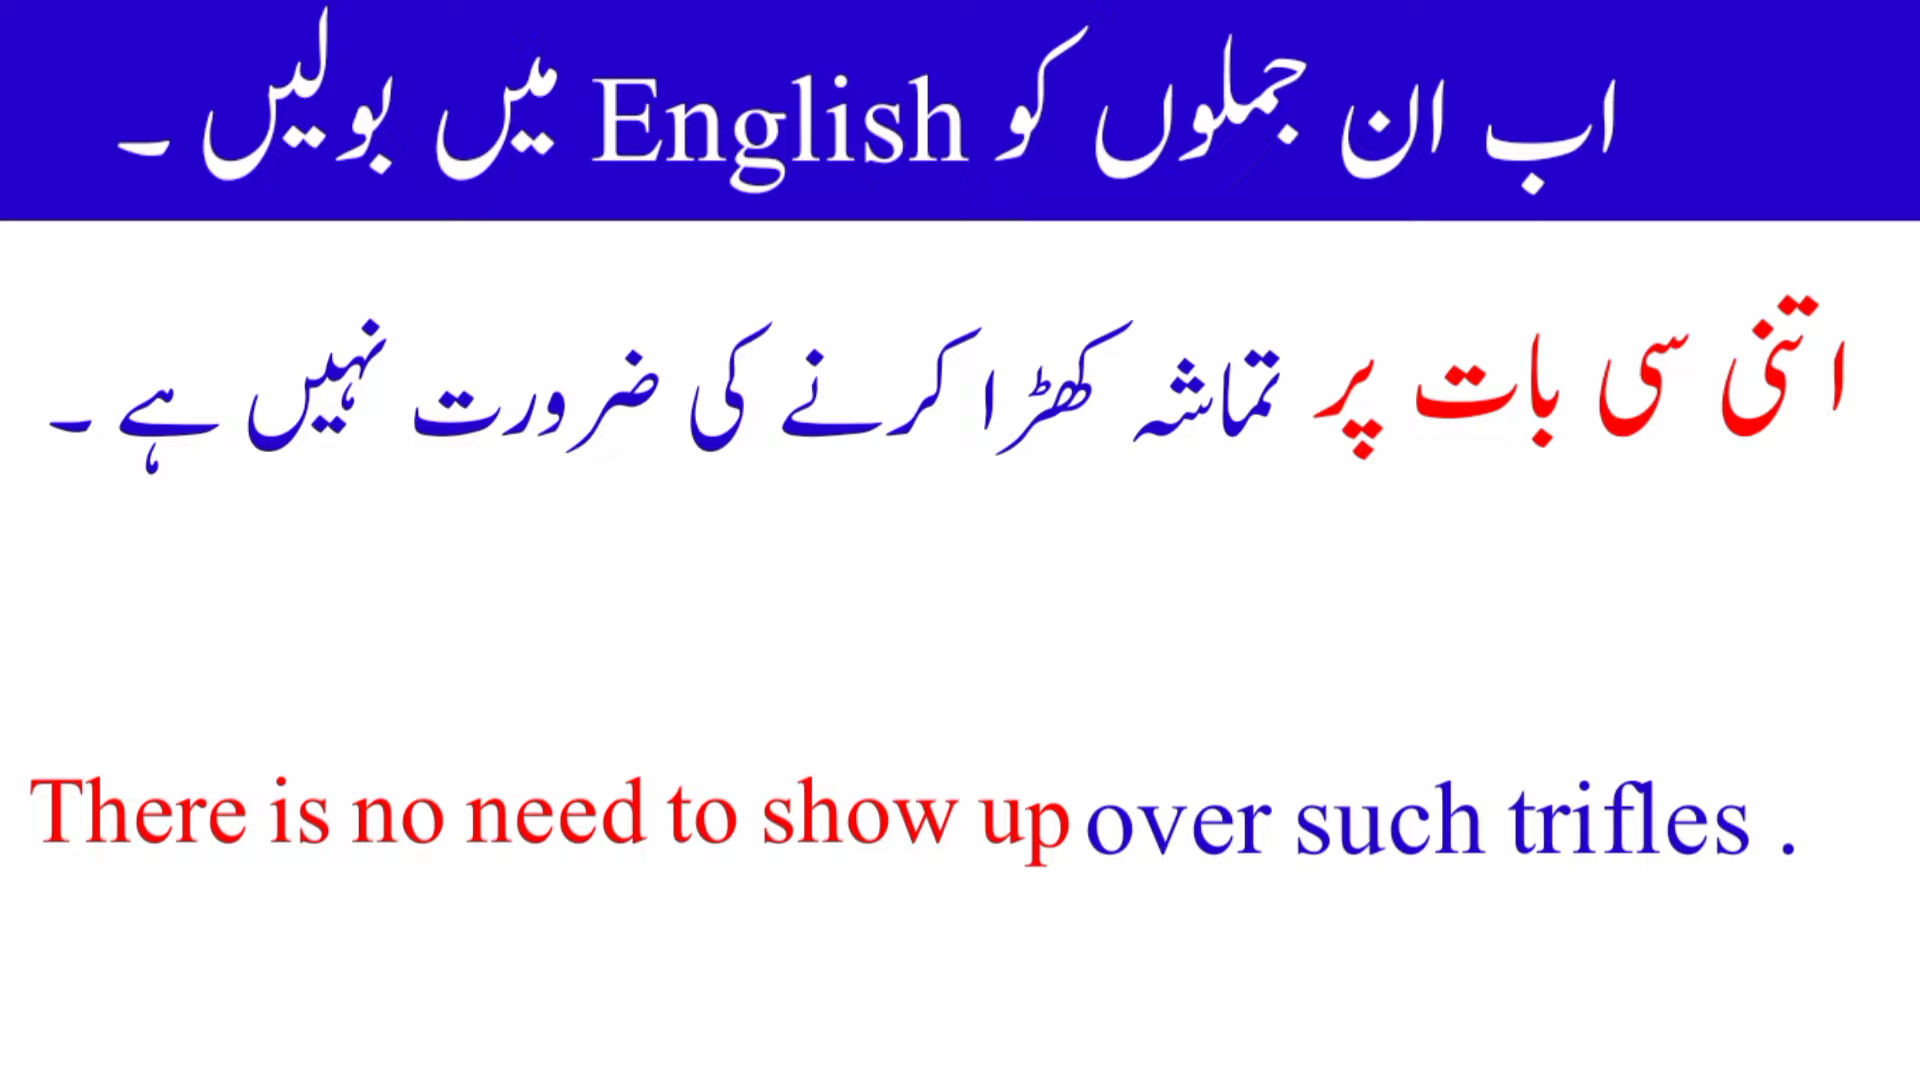 اب ان جملوں کو English میں بولیں ۔
اتنی سی بات پر تماشہ کھڑا کرنے کی ضرورت نہیں ہے ۔
There is no need to show up over such trifles .